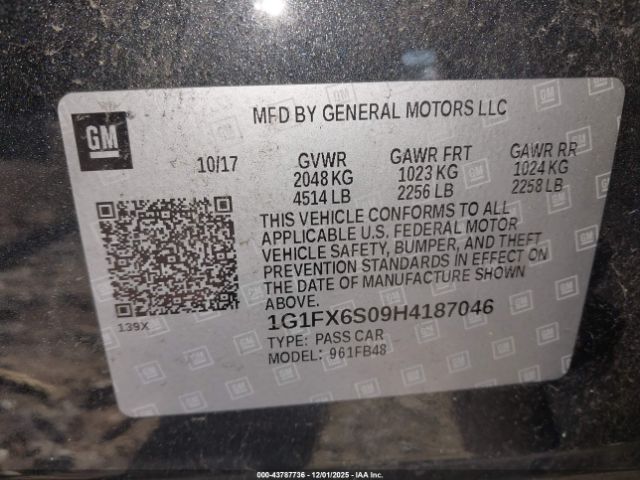 GM
MFD BY GENERAL MOTORS LLC
10/17 GVWR GAWR FRT GAWR RR
2048 KG 1023 KG 1024 KG
4514 LB 2256 LB 2258 LB
THIS VEHICLE CONFORMS TO ALL
APPLICABLE U.S. FEDERAL MOTOR
VEHICLE SAFETY, BUMPER, AND THEFT
PREVENTION STANDARDS IN EFFECT ON
THE DATE OF MANUFACTURE SHOWN
ABOVE.
139X
1G1FX6S09H4187046
TYPE: PASS CAR
MODEL: 961FB48
000-43787736 - 12/01/2025 - IAA Inc.